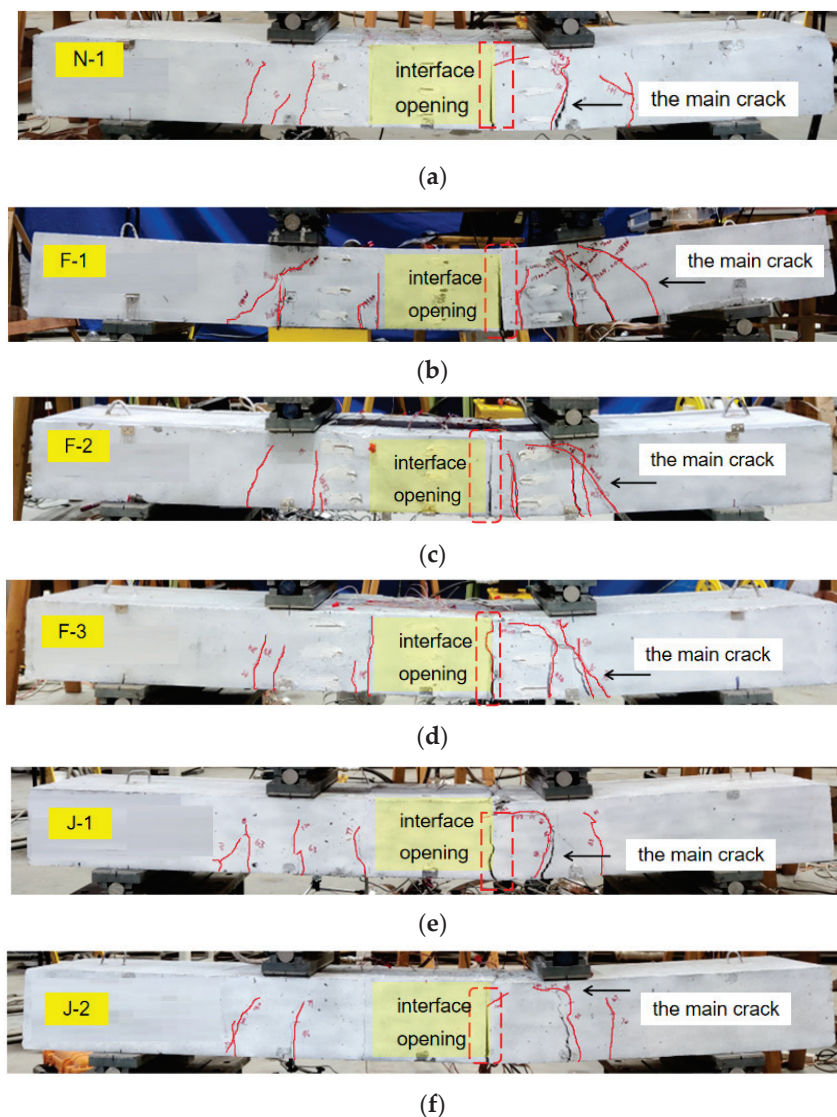 N-1
interface
opening
the main crack
(a)
F-1
interface
opening
the main crack
(b)
F-2
interface
opening
the main crack
(c)
F-3
interface
opening
the main crack
(d)
J-1
interface
opening
the main crack
(e)
J-2
interface
opening
the main crack
(f)